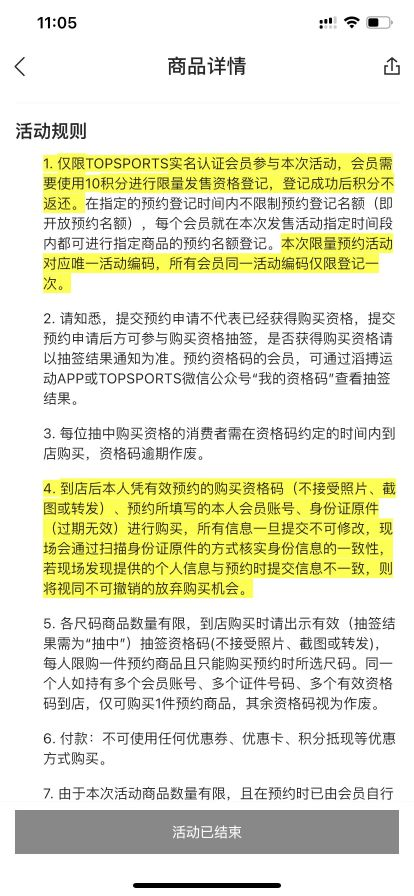 11:05
商品详情
活动规则
1. 仅限TOPSPORTS实名认证会员参与本次活动，会员需
要使用10积分进行限量发售资格登记，登记成功后积分不
返还。在指定的预约登记时间内不限制预约登记名额（即
开放预约名额），每个会员就在本次发售活动指定时间段
内都可进行指定商品的预约名额登记。本次限量预约活动
对应唯一活动编码，所有会员同一活动编码仅限登记一
次。
2. 请知悉，提交预约申请不代表已经获得购买资格，提交
预约申请后方可参与购买资格抽签，是否获得购买资格请
以抽签结果通知为准。预约资格码的会员，可通过滔搏运
动APP或TOPSPORTS微信公众号“我的资格码”查看抽签
结果。
3. 每位抽中购买资格的消费者需在资格码约定的时间内到
店购买，资格码逾期作废。
4. 到店后本人凭有效预约的购买资格码（不接受照片、截
图或转发）、预约所填写的本人会员账号、身份证原件
（过期无效）进行购买，所有信息一旦提交不可修改，现
场会通过扫描身份证原件的方式核实身份信息的一致性，
若现场发现提供的个人信息与预约时提交信息不一致，则
将视同不可撤销的放弃购买机会。
5. 各尺码商品数量有限，到店购买时请出示有效（抽签结
果需为“抽中”）抽签资格码(不接受照片、截图或转发)，
每人限购一件预约商品且只能购买预约时所选尺码。同一
个人如持有多个会员账号、多个证件号码、多个有效资格
码到店，仅可购买1件预约商品，其余资格码视为作废。
6. 付款：不可使用任何优惠券、优惠卡、积分抵现等优惠
方式购买。
7. 由于本次活动商品数量有限，且在预约时已由会员自行
活动已结束